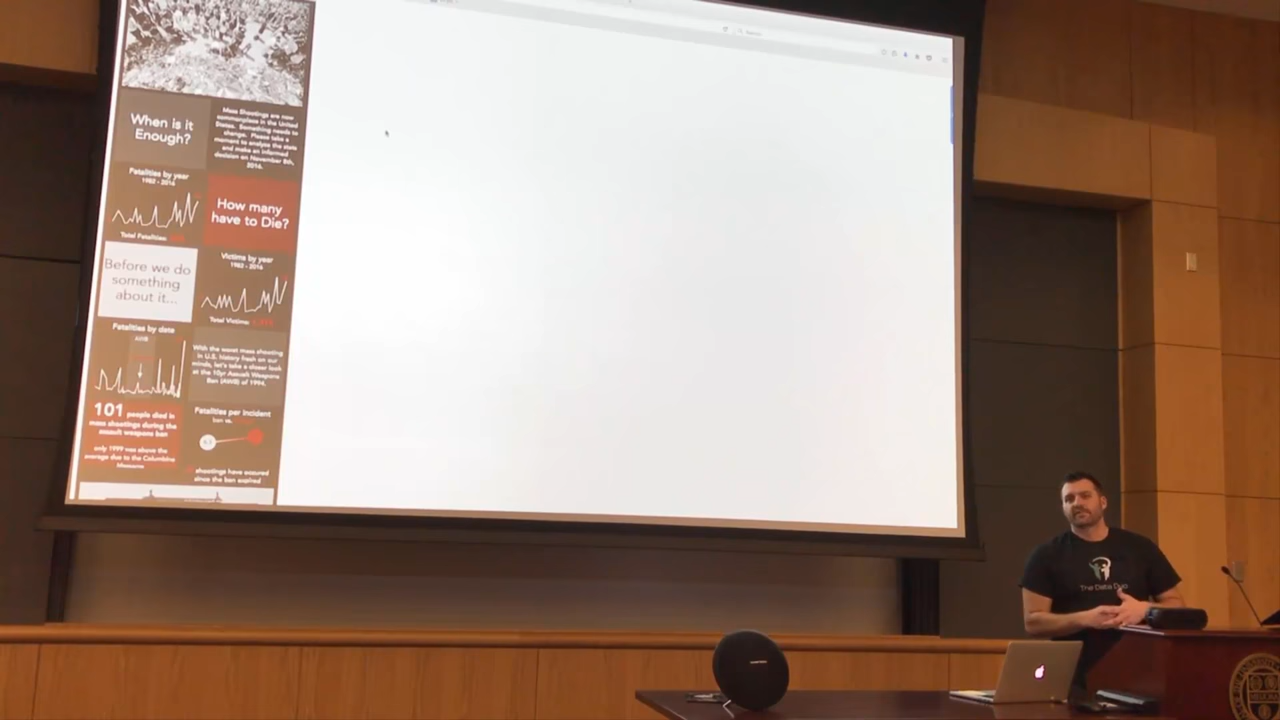 Search
When is it
Enough?
Mass Shootings are now
commonplace in the United
States. Something needs to
change. Please take a
moment to analyze the stats
and make an informed
decision on November 8th,
2016.
Fatalities by year
1982 - 2016
Total Fatalities:
How many
have to Die?
Before we do
something
about it...
Victims by year
1982 - 2016
Total Victims:
Fatalities by date
AWB
With the worst mass shooting
in U.S. history fresh on our
minds, let's take a closer look
at the 10yr Assault Weapons
Ban (AWB) of 1994.
101 people died in
mass shootings during the
assault weapons ban
only 1999 was above the
average due to the Columbine
Massacre
Fatalities per incident
ban vs.
shootings have occured
since the ban expired
The Data Duo